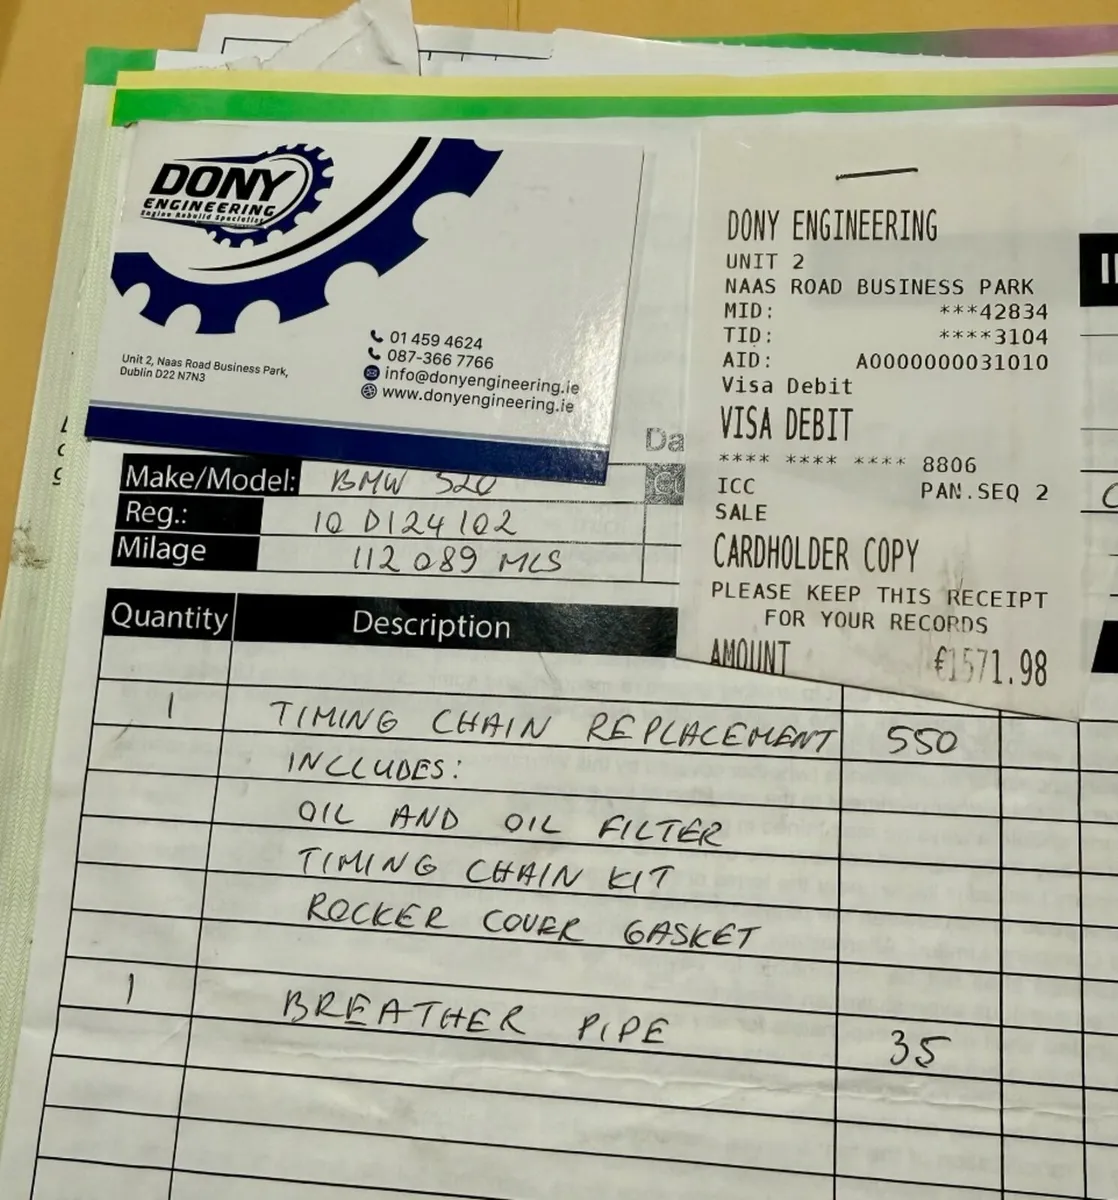 DONY
ENGINEERING
Engine Rebuild Specialist
01 459 4624
087-366 7766
info@donyengineering.ie
www.donyengineering.ie
Unit 2, Naas Road Business Park,
Dublin D22 N7N3
DONY ENGINEERING
UNIT 2
NAAS ROAD BUSINESS PARK
MID: ***42834
TID: ****3104
AID: A0000000031010
Visa Debit
VISA DEBIT
**** **** **** 8806
ICC PAN.SEQ 2
SALE
CARDHOLDER COPY
PLEASE KEEP THIS RECEIPT
FOR YOUR RECORDS
AMOUNT €1571.98
Da
Make/Model: BMW 520
Reg.: 10 D124102
Milage 112 089 MLS
Quantity Description
1 TIMING CHAIN REPLACEMENT 550
INCLUDES:
OIL AND OIL FILTER
TIMING CHAIN KIT
ROCKER COVER GASKET
1 BREATHER PIPE 35